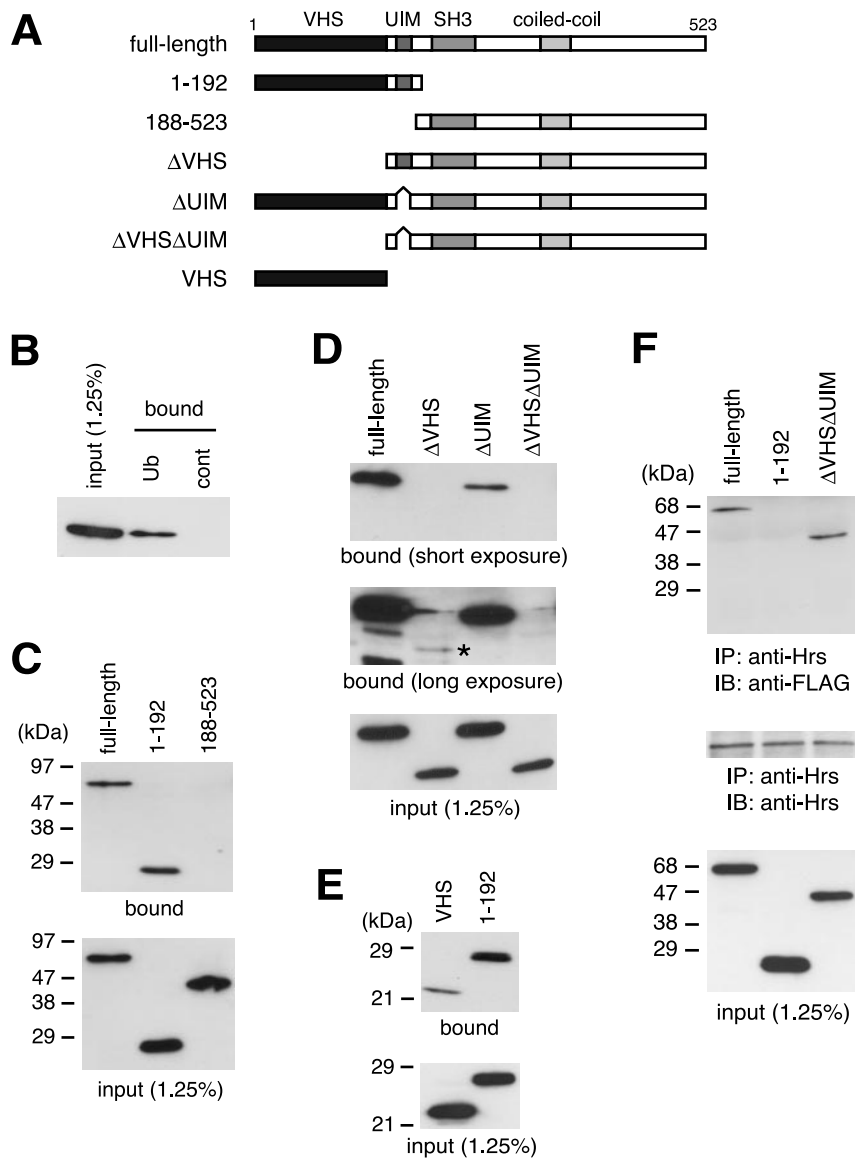 A
1 VHS UIM SH3 coiled-coil 523
full-length
1-192
188-523
ΔVHS
ΔUIM
ΔVHSΔUIM
VHS
B
input (1.25%)
bound
Ub
cont
C
full-length
1-192
188-523
(kDa)
97
47
38
29
bound
97
47
38
29
input (1.25%)
D
full-length
ΔVHS
ΔUIM
ΔVHSΔUIM
bound (short exposure)
*
bound (long exposure)
input (1.25%)
E
VHS
1-192
(kDa)
29
21
bound
29
21
input (1.25%)
F
full-length
1-192
ΔVHSΔUIM
(kDa)
68
47
38
29
IP: anti-Hrs
IB: anti-FLAG
IP: anti-Hrs
IB: anti-Hrs
68
47
38
29
input (1.25%)